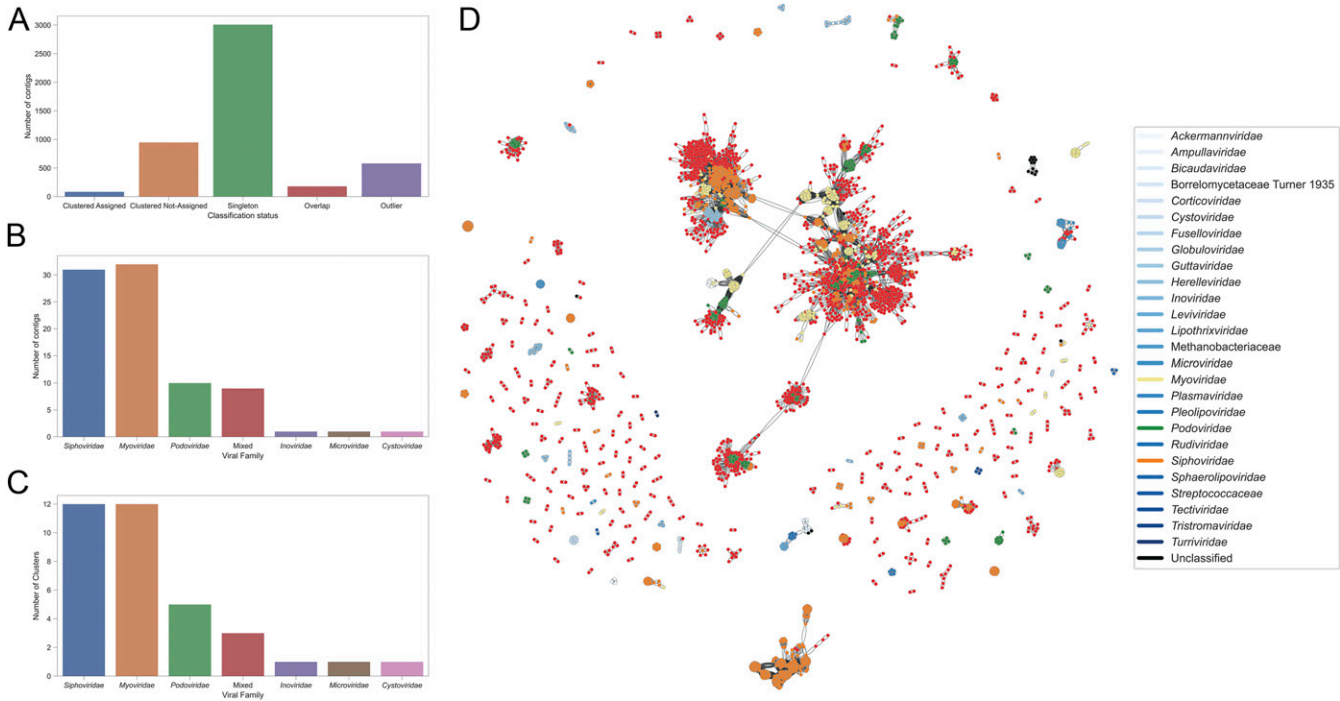 A
3000
2500
2000
1500
1000
500
0
Number of contigs
Clustered Assigned Clustered Not-Assigned Singleton Overlap Outlier
Classification status
B
30
25
20
15
10
5
0
Number of contigs
Siphoviridae Myoviridae Podoviridae Mixed Inoviridae Microviridae Cystoviridae
Viral Family
C
12
10
8
6
4
2
0
Number of Clusters
Siphoviridae Myoviridae Podoviridae Mixed Inoviridae Microviridae Cystoviridae
Viral Family
D
Ackermannviridae
Ampullaviridae
Bicaudaviridae
Borrelomycetaceae Turner 1935
Corticoviridae
Cystoviridae
Fuselloviridae
Globuloviridae
Guttaviridae
Herelleviridae
Inoviridae
Leviviridae
Lipothrixviridae
Methanobacteriaceae
Microviridae
Myoviridae
Plasmaviridae
Pleolipoviridae
Podoviridae
Rudiviridae
Siphoviridae
Sphaerolipoviridae
Streptococcaceae
Tectiviridae
Tristromaviridae
Turriviridae
Unclassified